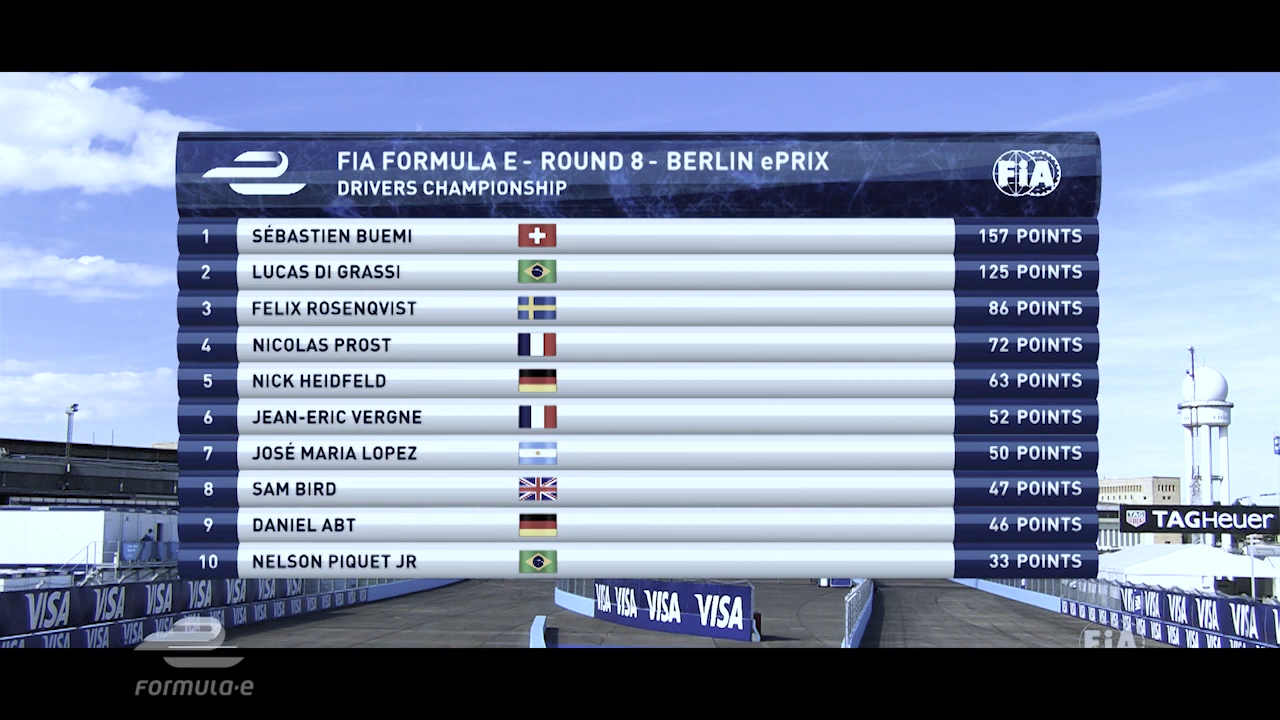 FIA FORMULA E - ROUND 8 - BERLIN ePRIX
FIA
DRIVERS CHAMPIONSHIP
1 SÉBASTIEN BUEMI 157 POINTS
2 LUCAS DI GRASSI 125 POINTS
3 FELIX ROSENQVIST 86 POINTS
4 NICOLAS PROST 72 POINTS
5 NICK HEIDFELD 63 POINTS
6 JEAN-ERIC VERGNE 52 POINTS
7 JOSÉ MARIA LOPEZ 50 POINTS
8 SAM BIRD 47 POINTS
9 DANIEL ABT 46 POINTS
10 NELSON PIQUET JR 33 POINTS
TAG HEUER TAGHeuer
VISA VISA VISA VISA VISA VISA
VISA VISA VISA VISA
VISA VISA VISA VISA
FIA
Formula-e